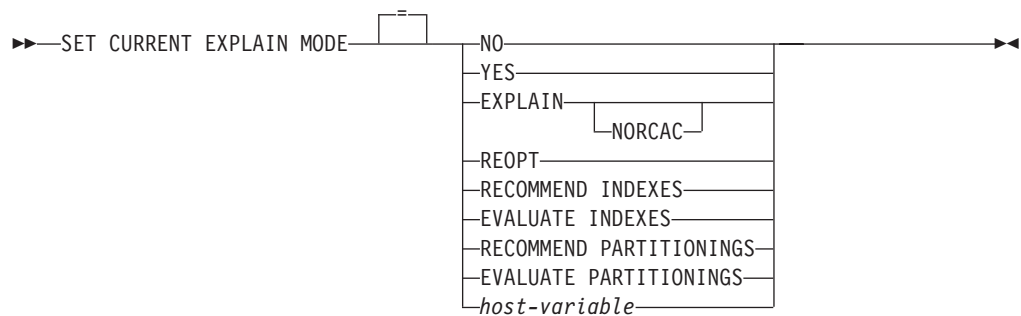 =
SET CURRENT EXPLAIN MODE NO
YES
EXPLAIN
NORCAC
REOPT
RECOMMEND INDEXES
EVALUATE INDEXES
RECOMMEND PARTITIONINGS
EVALUATE PARTITIONINGS
host-variable